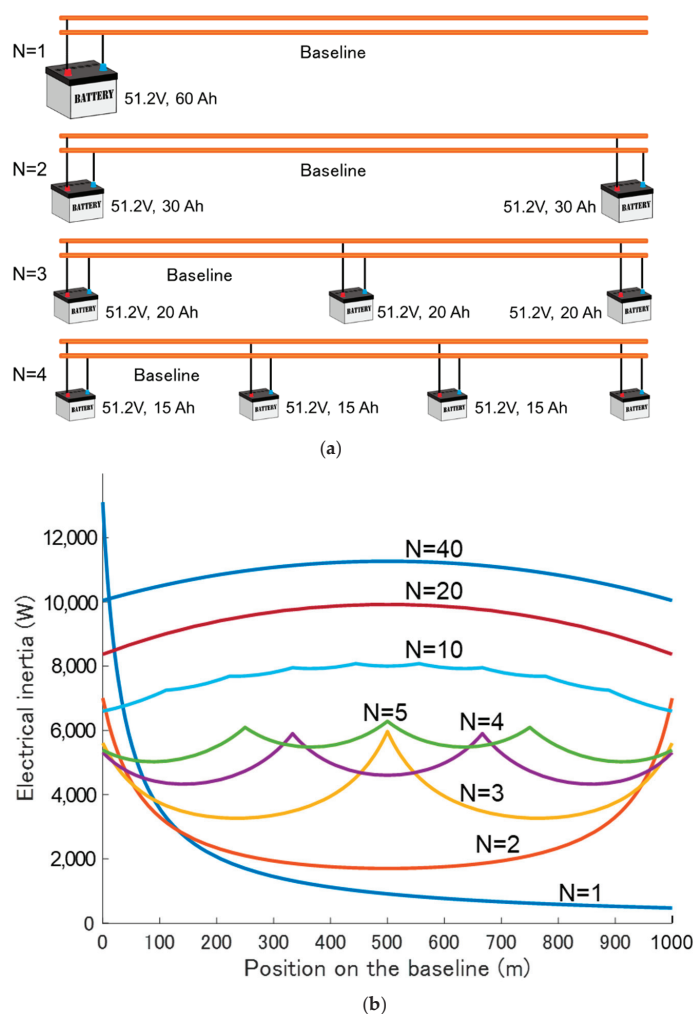 N=1
Baseline
BATTERY
51.2V, 60 Ah
N=2
Baseline
BATTERY
51.2V, 30 Ah
51.2V, 30 Ah
BATTERY
N=3
Baseline
BATTERY
51.2V, 20 Ah
BATTERY
51.2V, 20 Ah
51.2V, 20 Ah
BATTERY
N=4
Baseline
BATTERY
51.2V, 15 Ah
BATTERY
51.2V, 15 Ah
BATTERY
51.2V, 15 Ah
BATTERY
(a)
Electrical inertia (W)
12,000
10,000
8,000
6,000
4,000
2,000
0
N=40
N=20
N=10
N=5
N=4
N=3
N=2
N=1
0 100 200 300 400 500 600 700 800 900 1000
Position on the baseline (m)
(b)